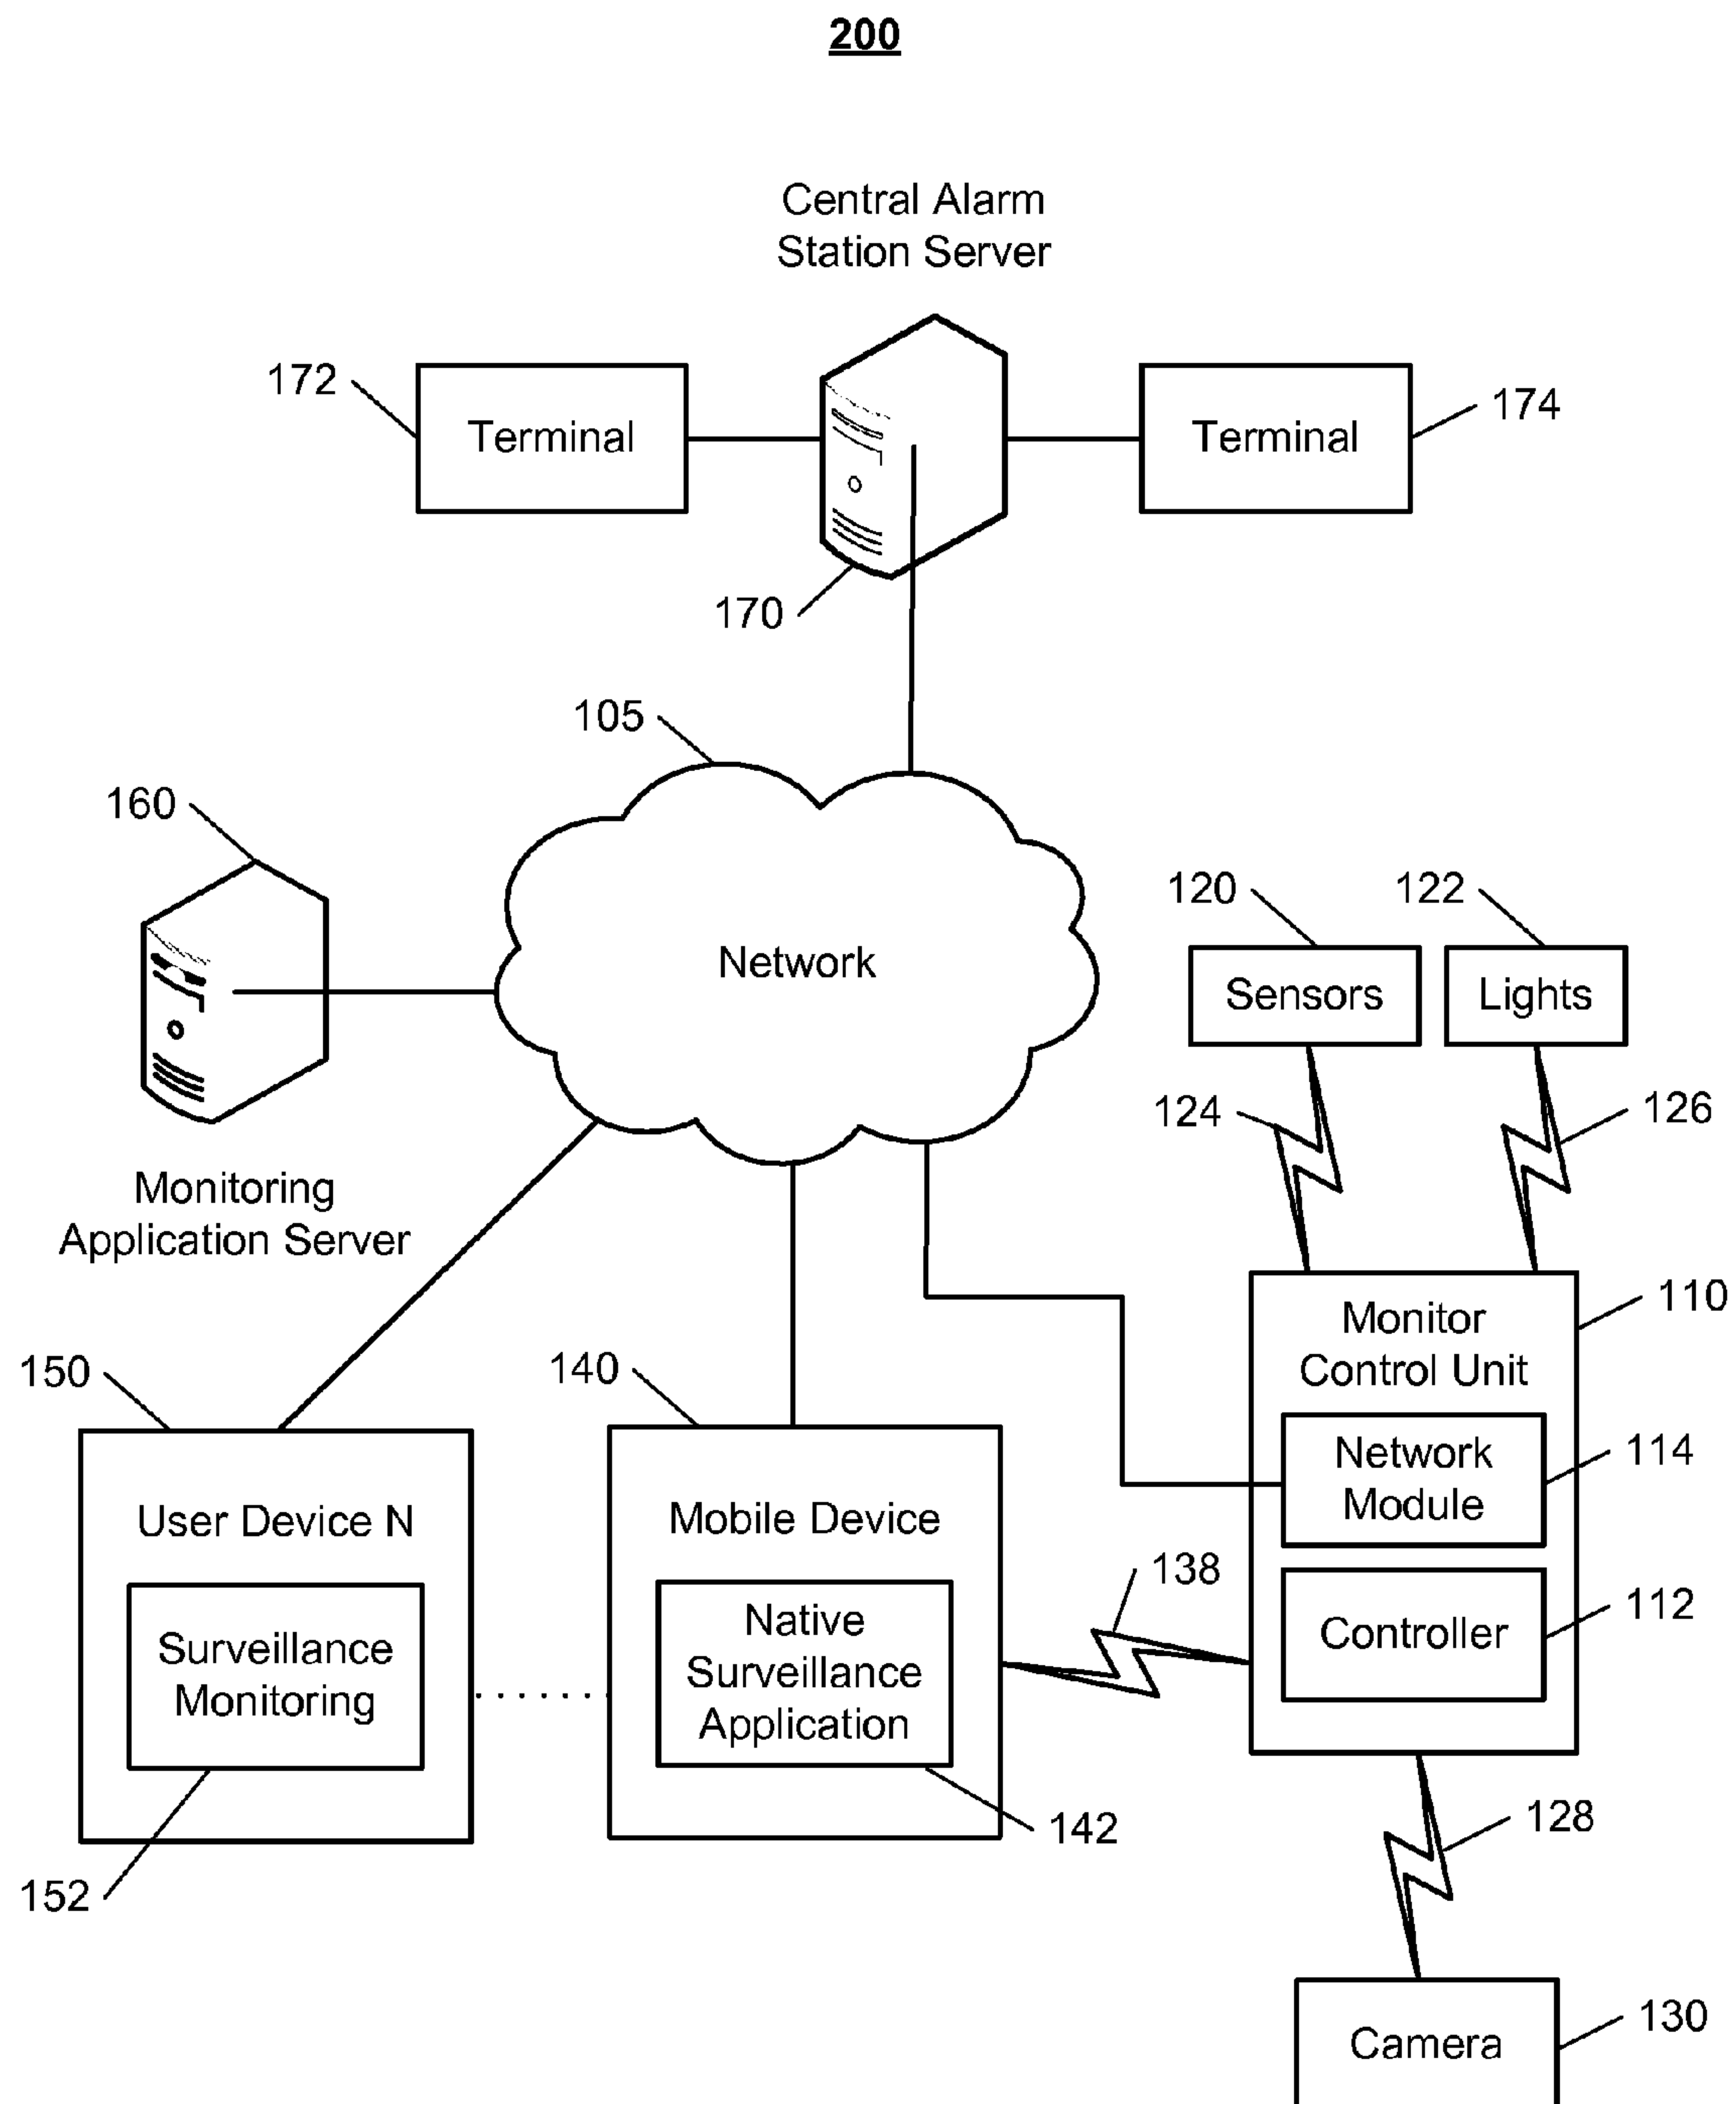 200
Central Alarm
Station Server
172
Terminal
Terminal
174
170
105
160
Network
120
122
Sensors
Lights
124
126
Monitoring
Application Server
110
Monitor
Control Unit
150
140
Network
Module
114
User Device N
Mobile Device
138
Controller
112
Surveillance
Monitoring
Native
Surveillance
Application
142
128
152
Camera
130